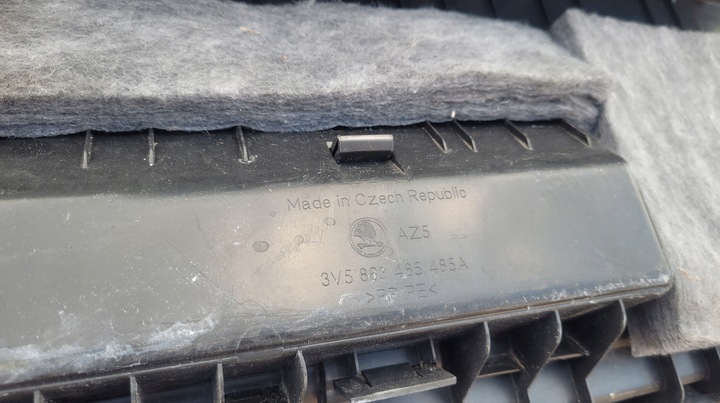 Made in Czech Republic
AZ5
3V5 863 485/485A
>PP PE<